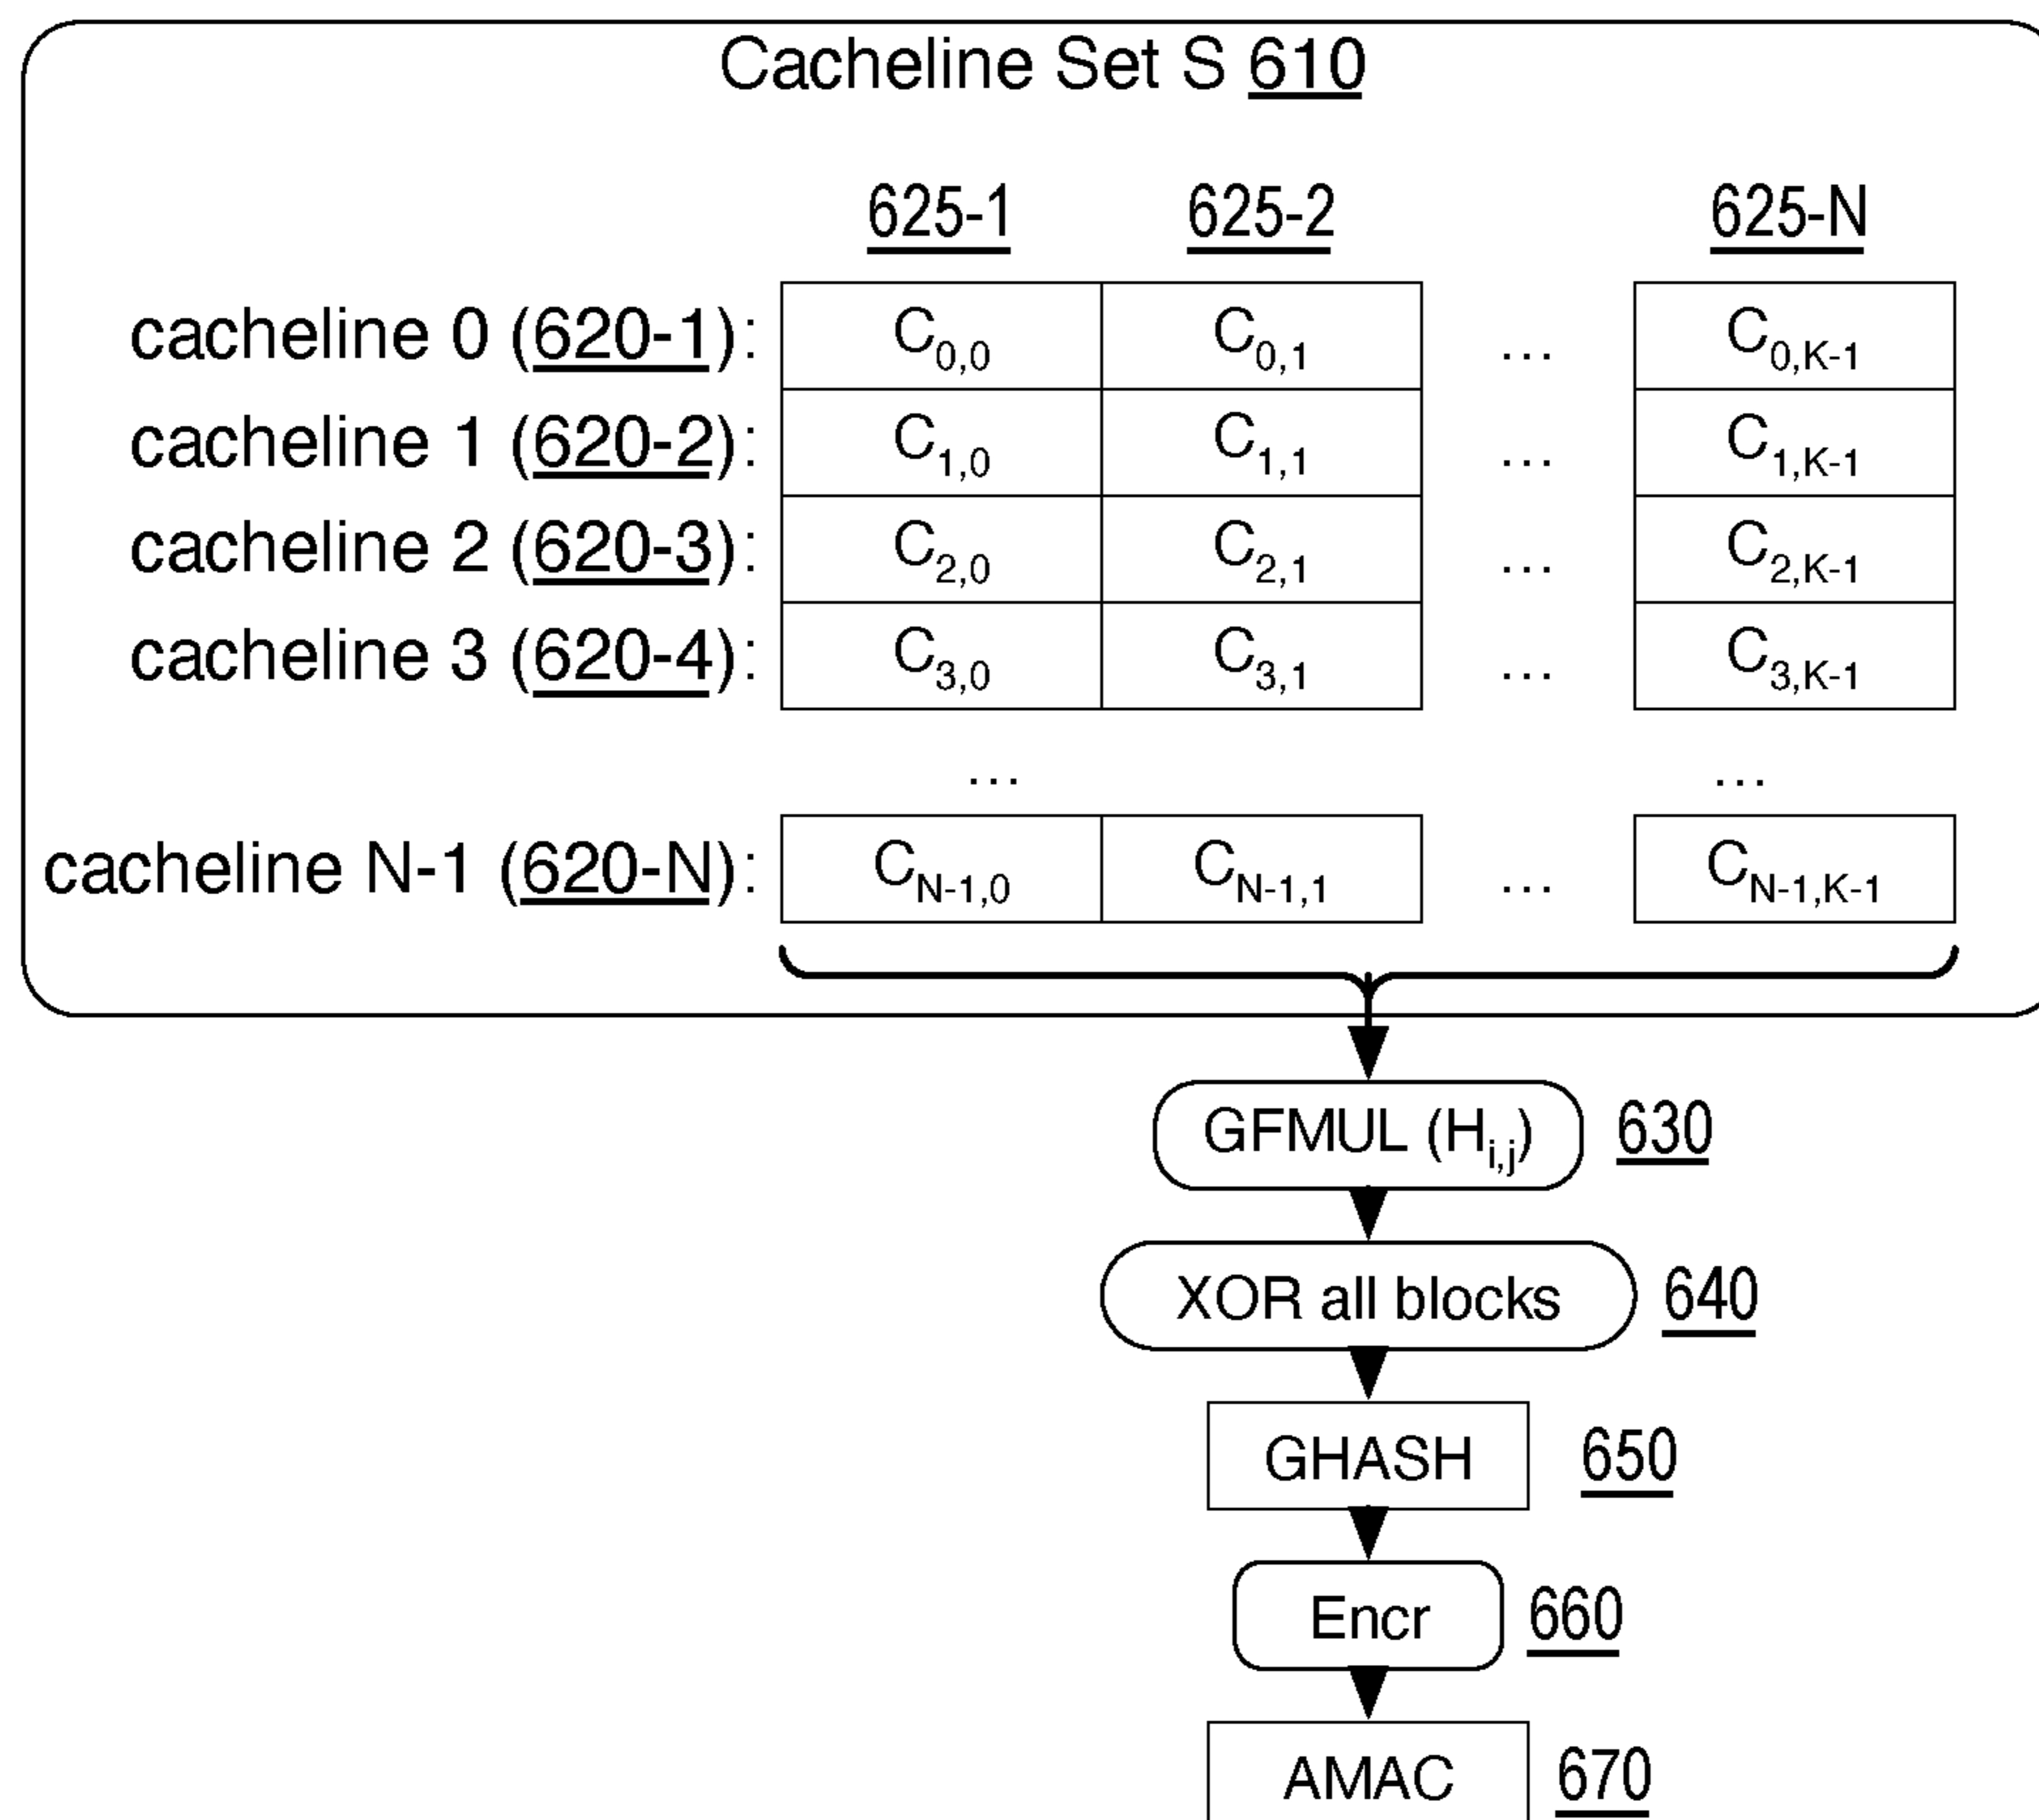 Cacheline Set S 610
625-1 625-2 625-N
cacheline 0 (620-1): C0,0 C0,1 ... C0,K-1
cacheline 1 (620-2): C1,0 C1,1 ... C1,K-1
cacheline 2 (620-3): C2,0 C2,1 ... C2,K-1
cacheline 3 (620-4): C3,0 C3,1 ... C3,K-1
... ...
cacheline N-1 (620-N): CN-1,0 CN-1,1 ... CN-1,K-1
GFMUL (Hi,j) 630
XOR all blocks 640
GHASH 650
Encr 660
AMAC 670